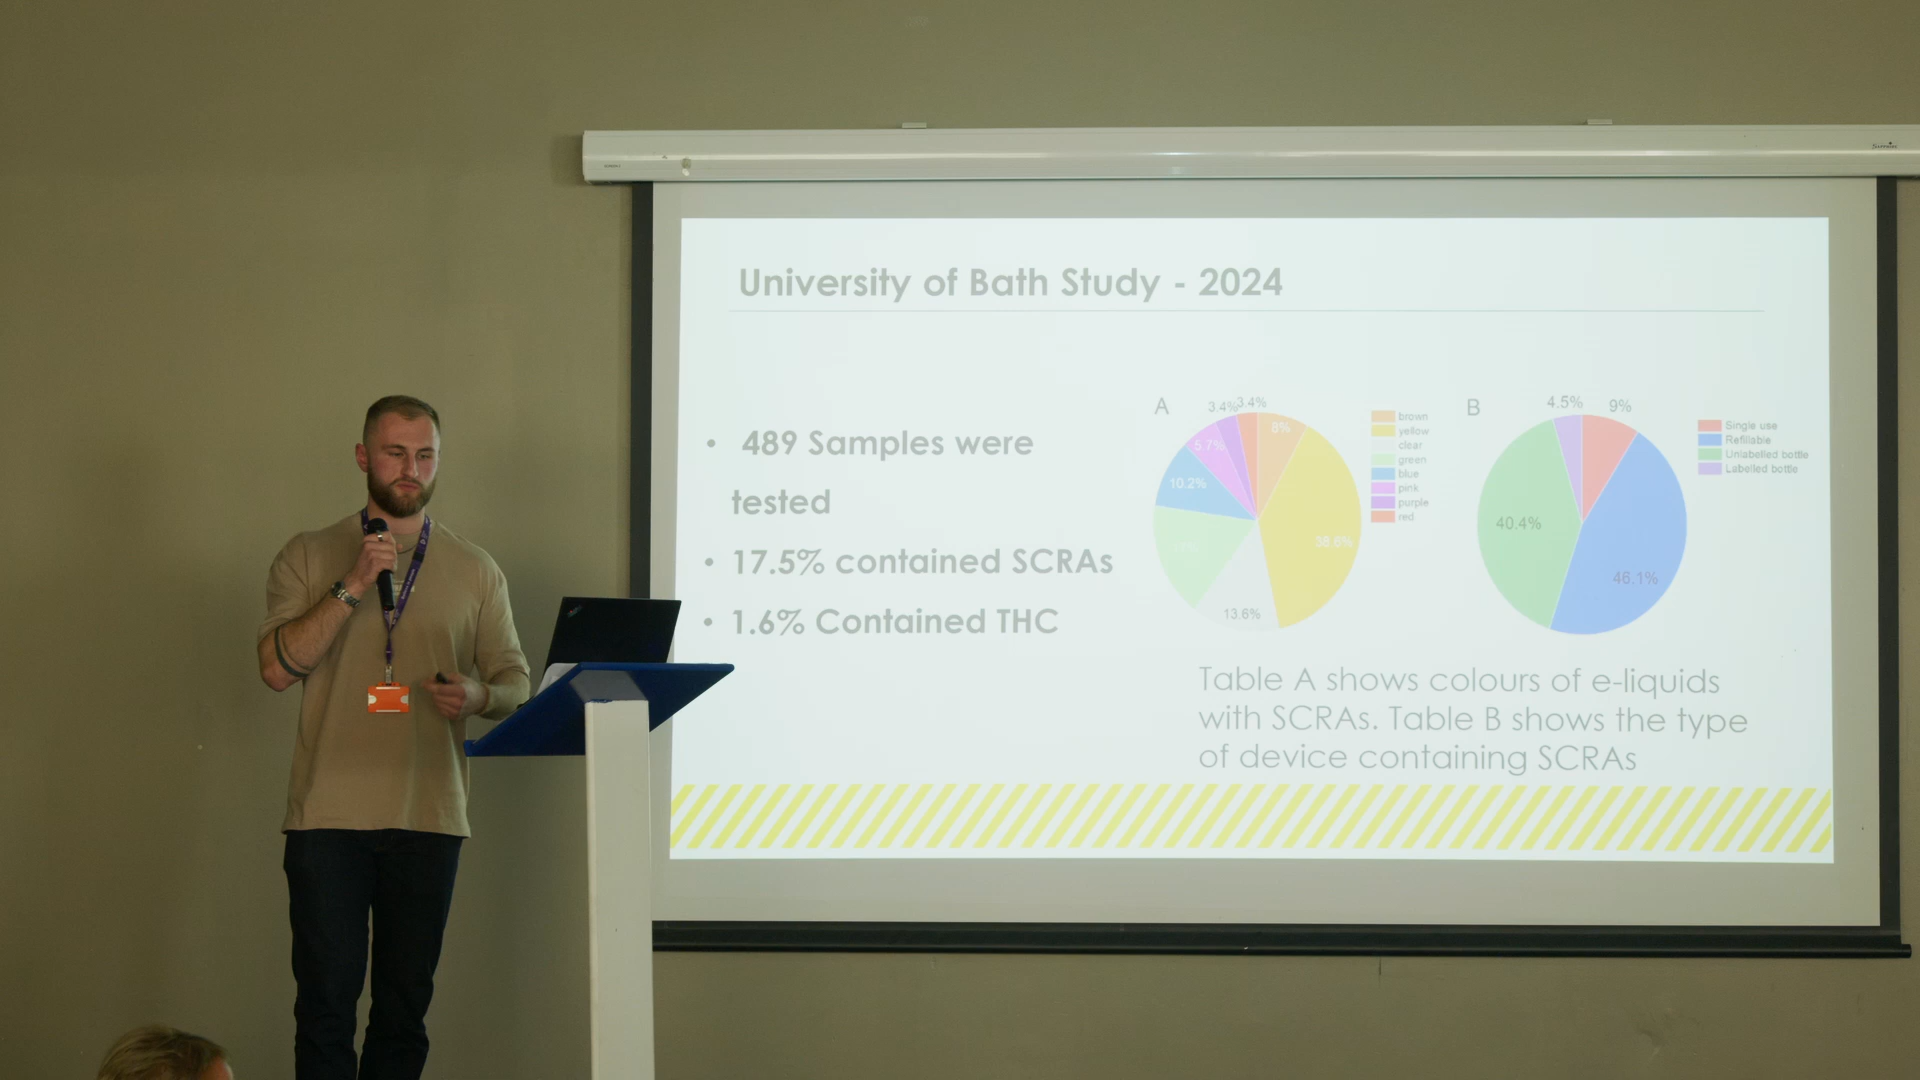 University of Bath Study - 2024
• 489 Samples were
tested
• 17.5% contained SCRAs
• 1.6% Contained THC
A
3.4%
3.4%
8%
5.7%
10.2%
13.6%
brown
yellow
clear
green
blue
pink
purple
red
B
4.5%
9%
40.4%
46.1%
Single use
Refillable
Unlabelled bottle
Labelled bottle
Table A shows colours of e-liquids
with SCRAs. Table B shows the type
of device containing SCRAs